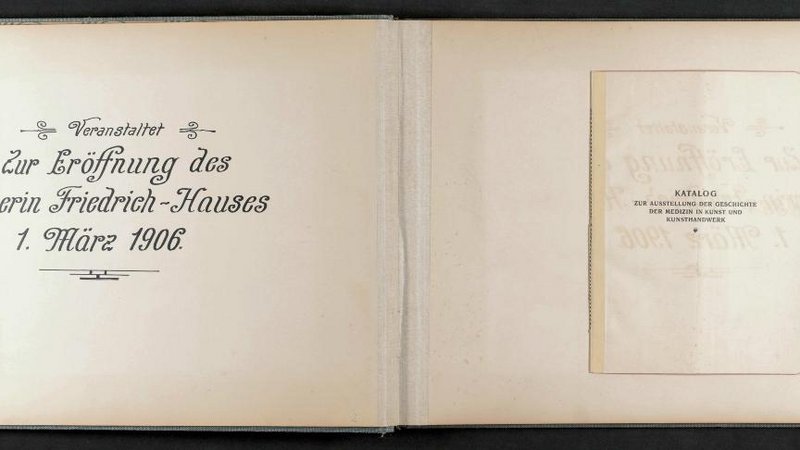 Veranstaltet
Zur Eröffnung des
erin Friedrich-Hauses
1. März 1906.
KATALOG
ZUR AUSSTELLUNG DER GESCHICHTE
DER MEDIZIN IN KUNST UND
KUNSTHANDWERK